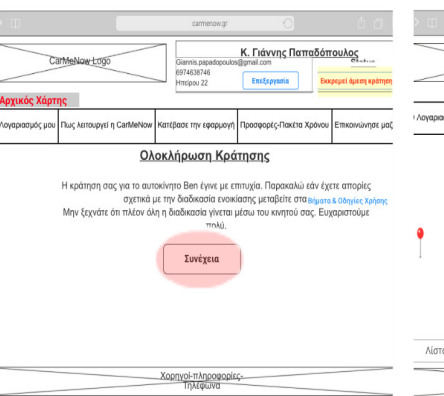 carmenow.gr
CarMeNow Logo
Κ. Γιάννης Παπαδόπουλος
Giannis.papadopoulos@gmail.com
Status
6974638746
Ηπείρου 22
Επεξεργασία
Εκκρεμεί άμεση κράτηση
Αρχικός Χάρτης
Λογαριασμός μου
Πως λειτουργεί η CarMeNow
Κατέβασε την εφαρμογή
Προσφορές-Πακέτα Χρόνου
Επικοινώνησε μαζ
Λογαρια
Ολοκλήρωση Κράτησης
Η κράτηση σας για το αυτοκίνητο Ben έγινε με επιτυχία. Παρακαλώ εάν έχετε απορίες
σχετικά με την διαδικασία ενοικίασης μεταβείτε στα Βήματα & Οδηγίες Χρήσης
Μην ξεχνάτε ότι πλέον όλη η διαδικασία γίνεται μέσω του κινητού σας. Ευχαριστούμε
πολύ.
Συνέχεια
Λίστ
Χορηγοί-πληροφορίες-
Τηλέφωνα